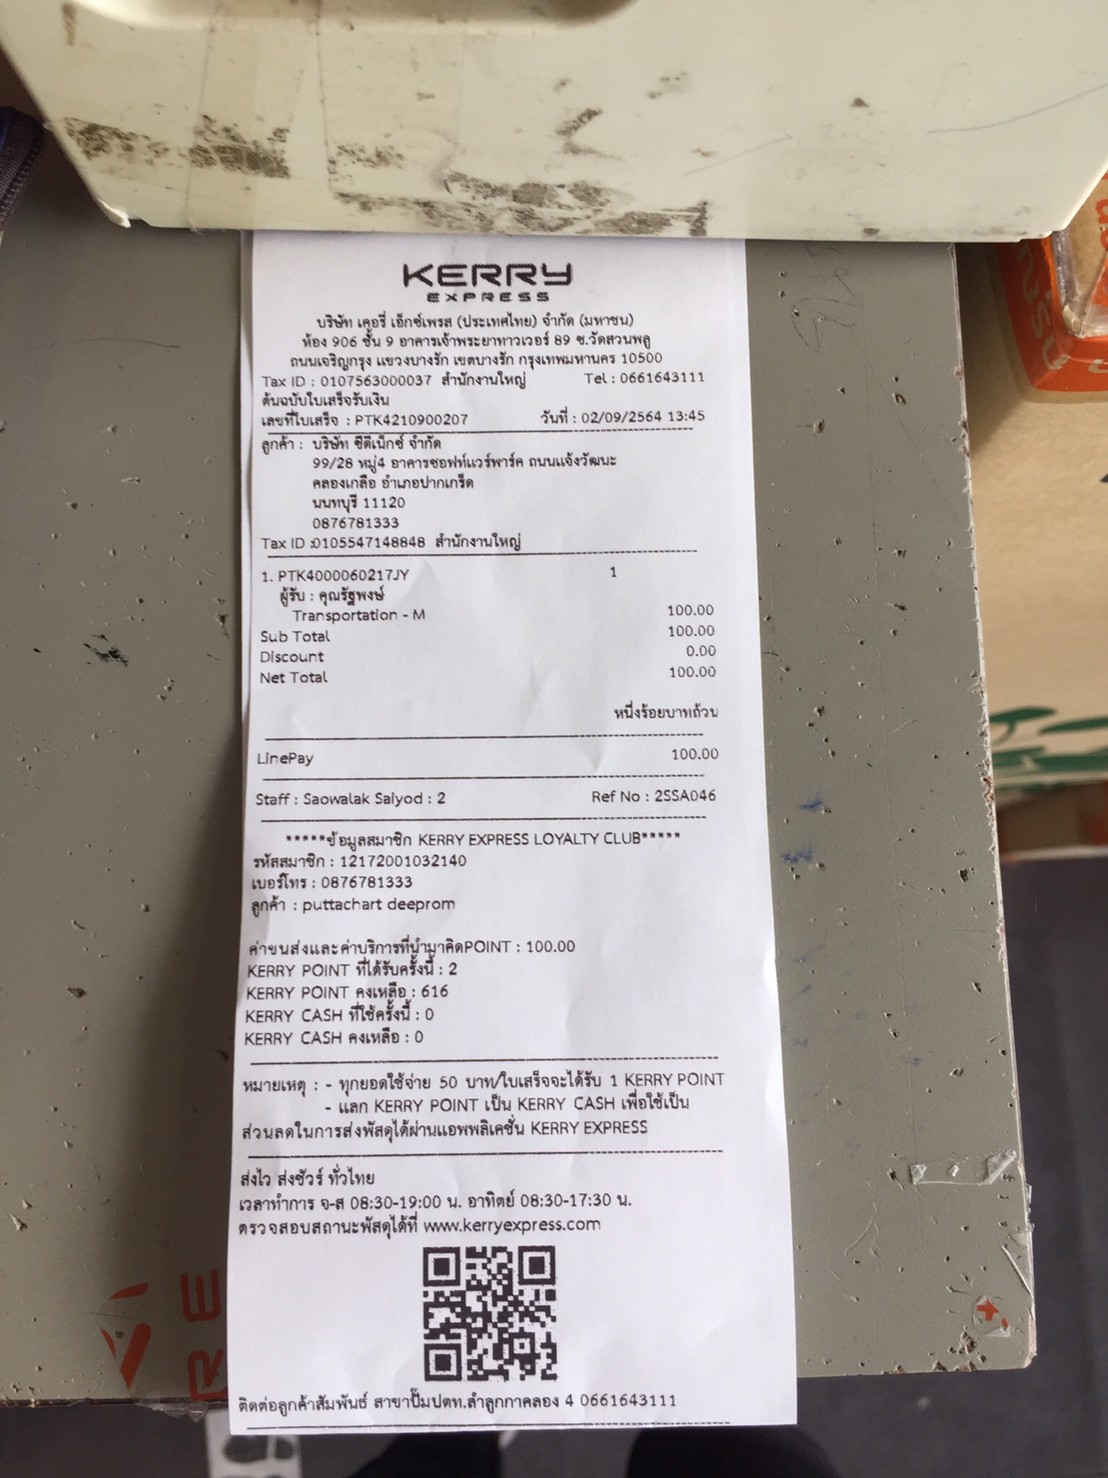 KERRY
EXPRESS
บริษัท เคอรี่ เอ็กซ์เพรส (ประเทศไทย) จำกัด (มหาชน)
ห้อง 906 ชั้น 9 อาคารเจ้าพระยาทาวเวอร์ 89 ซ.วัดสวนพลู
ถนนเจริญกรุง แขวงบางรัก เขตบางรัก กรุงเทพมหานคร 10500
Tax ID : 0107563000037 สำนักงานใหญ่ Tel : 0661643111
ต้นฉบับใบเสร็จรับเงิน
เลขที่ใบเสร็จ : PTK4210900207 วันที่ : 02/09/2564 13:45
ลูกค้า : บริษัท ซีดีเน็กซ์ จำกัด
99/28 หมู่4 อาคารซอฟท์แวร์พาร์ค ถนนแจ้งวัฒนะ
คลองเกลือ อำเภอปากเกร็ด
นนทบุรี 11120
0876781333
Tax ID :0105547148848 สำนักงานใหญ่
1. PTK4000060217JY 1
ผู้รับ : คุณรัฐพงษ์
Transportation - M 100.00
Sub Total 100.00
Discount 0.00
Net Total 100.00
หนึ่งร้อยบาทถ้วน
LinePay 100.00
Staff : Saowalak Saiyod : 2 Ref No : 2SSA046
*****ข้อมูลสมาชิก KERRY EXPRESS LOYALTY CLUB*****
รหัสสมาชิก : 12172001032140
เบอร์โทร : 0876781333
ลูกค้า : puttachart deeprom
ค่าขนส่งและค่าบริการที่นำมาคิดPOINT : 100.00
KERRY POINT ที่ได้รับครั้งนี้ : 2
KERRY POINT คงเหลือ : 616
KERRY CASH ที่ใช้ครั้งนี้ : 0
KERRY CASH คงเหลือ : 0
หมายเหตุ : - ทุกยอดใช้จ่าย 50 บาท/ใบเสร็จจะได้รับ 1 KERRY POINT
- แลก KERRY POINT เป็น KERRY CASH เพื่อใช้เป็น
ส่วนลดในการส่งพัสดุได้ผ่านแอพพลิเคชั่น KERRY EXPRESS
ส่งไว ส่งชัวร์ ทั่วไทย
เวลาทำการ จ-ส 08:30-19:00 น. อาทิตย์ 08:30-17:30 น.
ตรวจสอบสถานะพัสดุได้ที่ www.kerryexpress.com
ติดต่อลูกค้าสัมพันธ์ สาขาปั๊มปตท.ลำลูกกาคลอง 4 0661643111